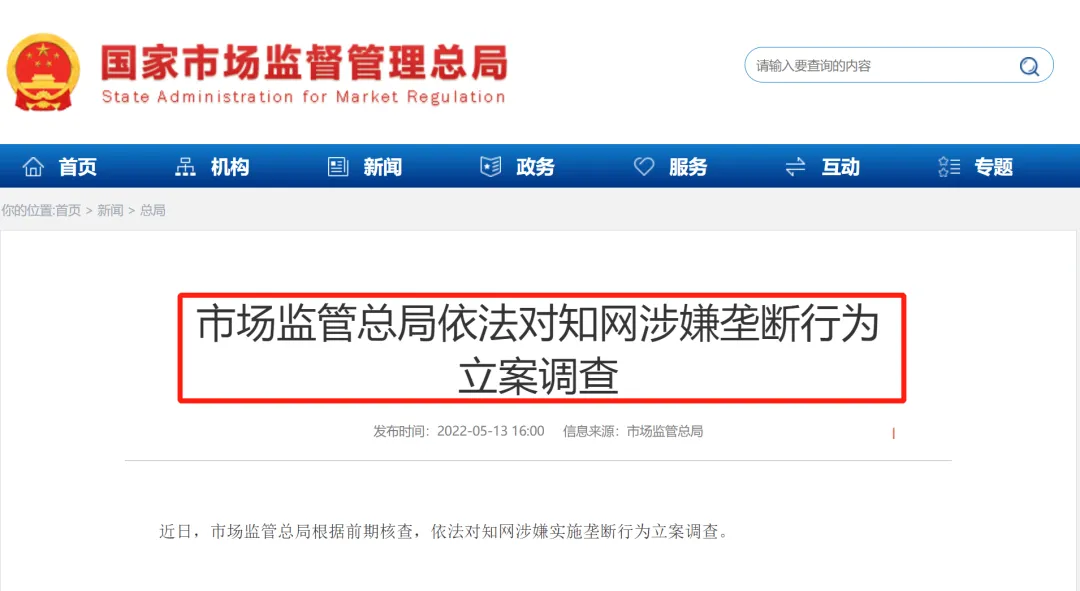 国家市场监督管理总局
State Administration for Market Regulation
请输入要查询的内容
首页 机构 新闻 政务 服务 互动 专题
你的位置:首页 > 新闻 > 总局
市场监管总局依法对知网涉嫌垄断行为
立案调查
发布时间：2022-05-13 16:00 信息来源：市场监管总局
近日，市场监管总局根据前期核查，依法对知网涉嫌实施垄断行为立案调查。